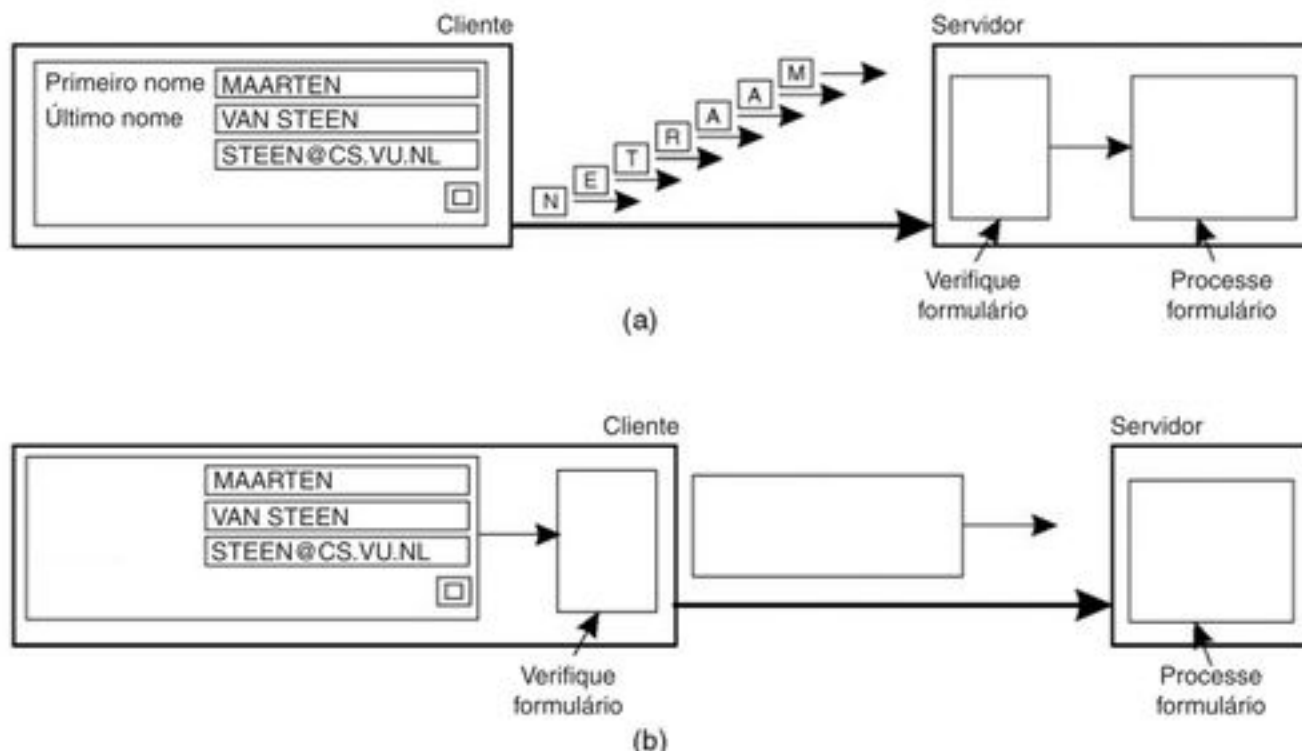 Cliente
Servidor
Primeiro nome MAARTEN
Último nome VAN STEEN
STEEN@CS.VU.NL
N E T R A A M
Verifique
formulário
Processe
formulário
(a)
Cliente
Servidor
MAARTEN
VAN STEEN
STEEN@CS.VU.NL
Verifique
formulário
Processe
formulário
(b)